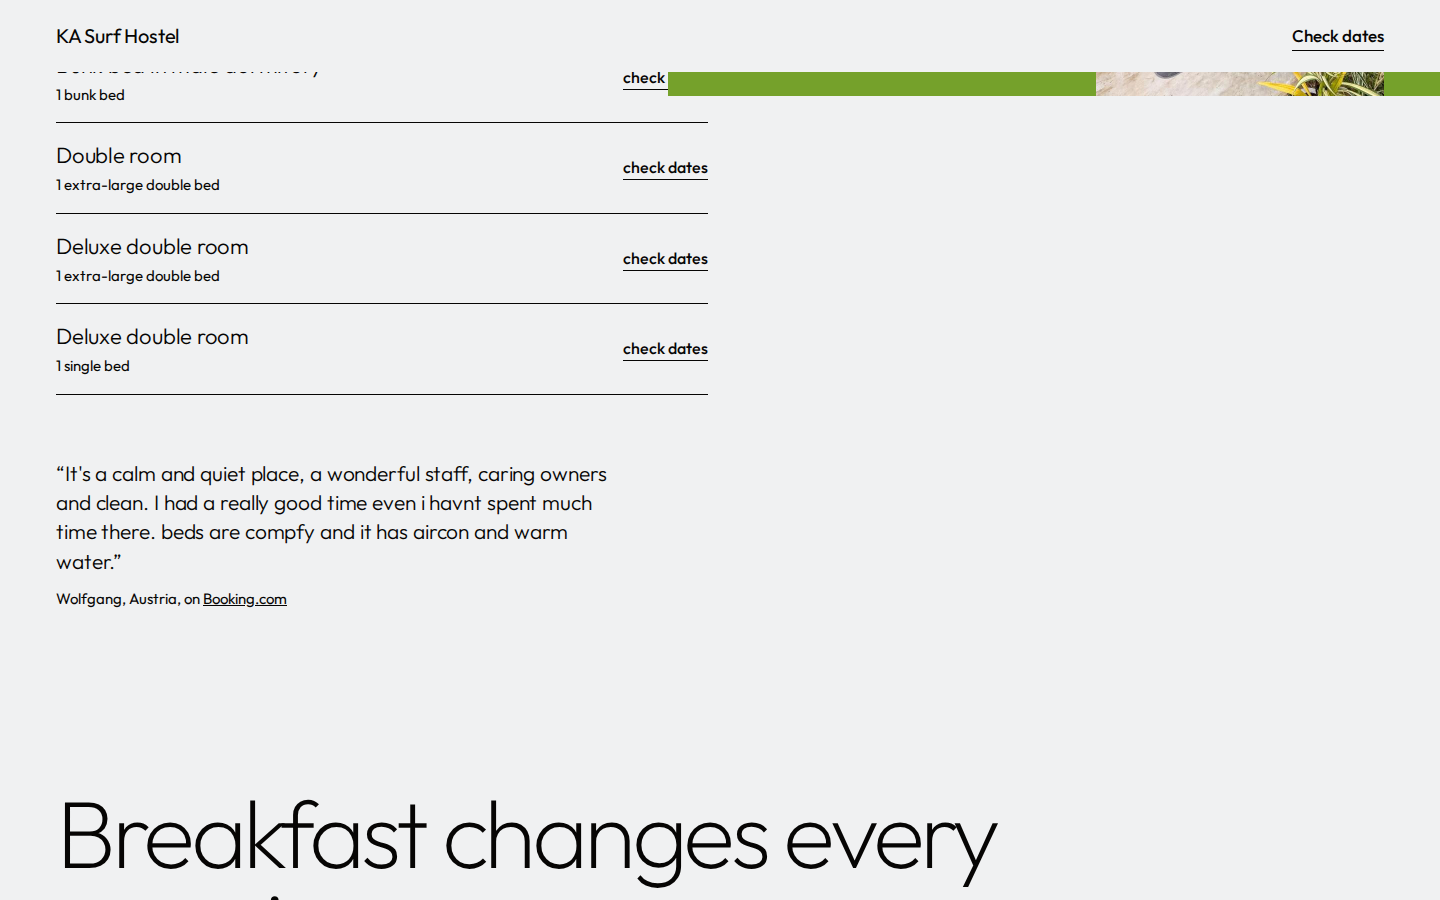 KA Surf Hostel
Check dates
check
1 bunk bed
Double room
check dates
1 extra-large double bed
Deluxe double room
check dates
1 extra-large double bed
Deluxe double room
check dates
1 single bed
“It's a calm and quiet place, a wonderful staff, caring owners
and clean. I had a really good time even i havnt spent much
time there. beds are compfy and it has aircon and warm
water.”
Wolfgang, Austria, on Booking.com
Breakfast changes every